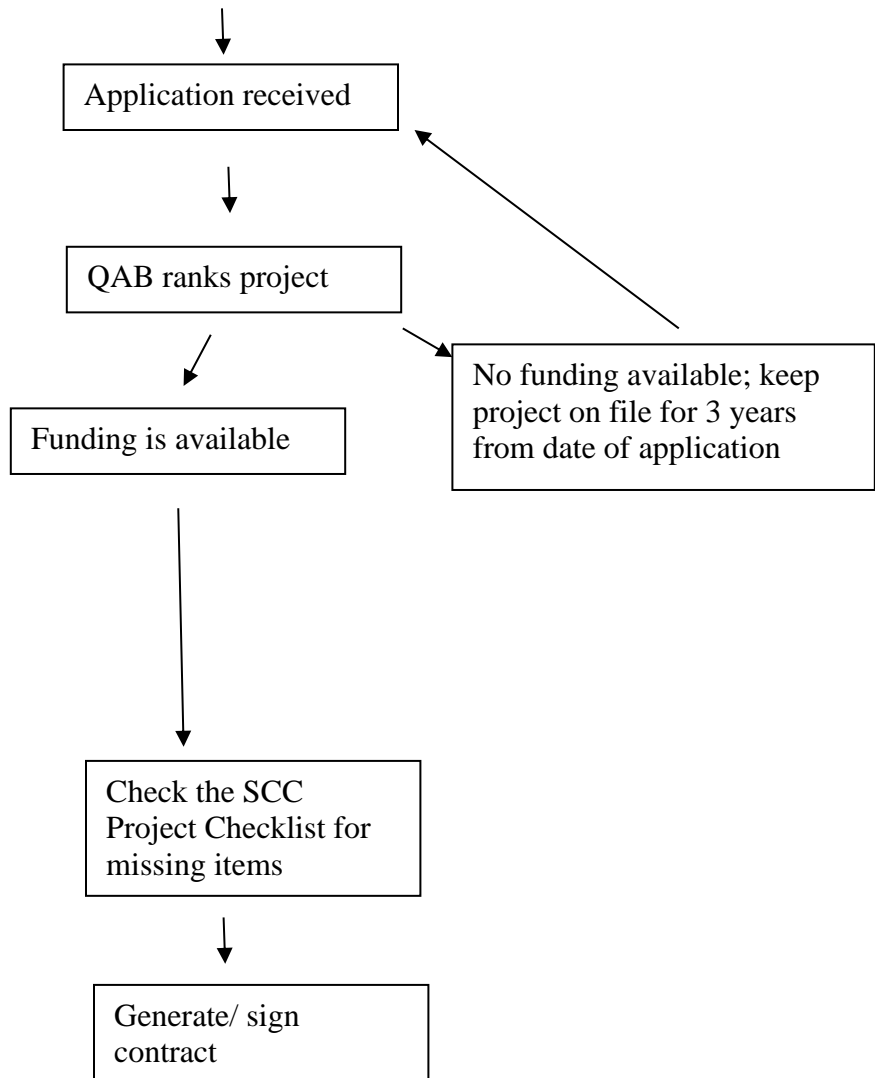 Application received
QAB ranks project
No funding available; keep
project on file for 3 years
from date of application
Funding is available
Check the SCC
Project Checklist for
missing items
Generate/ sign
contract